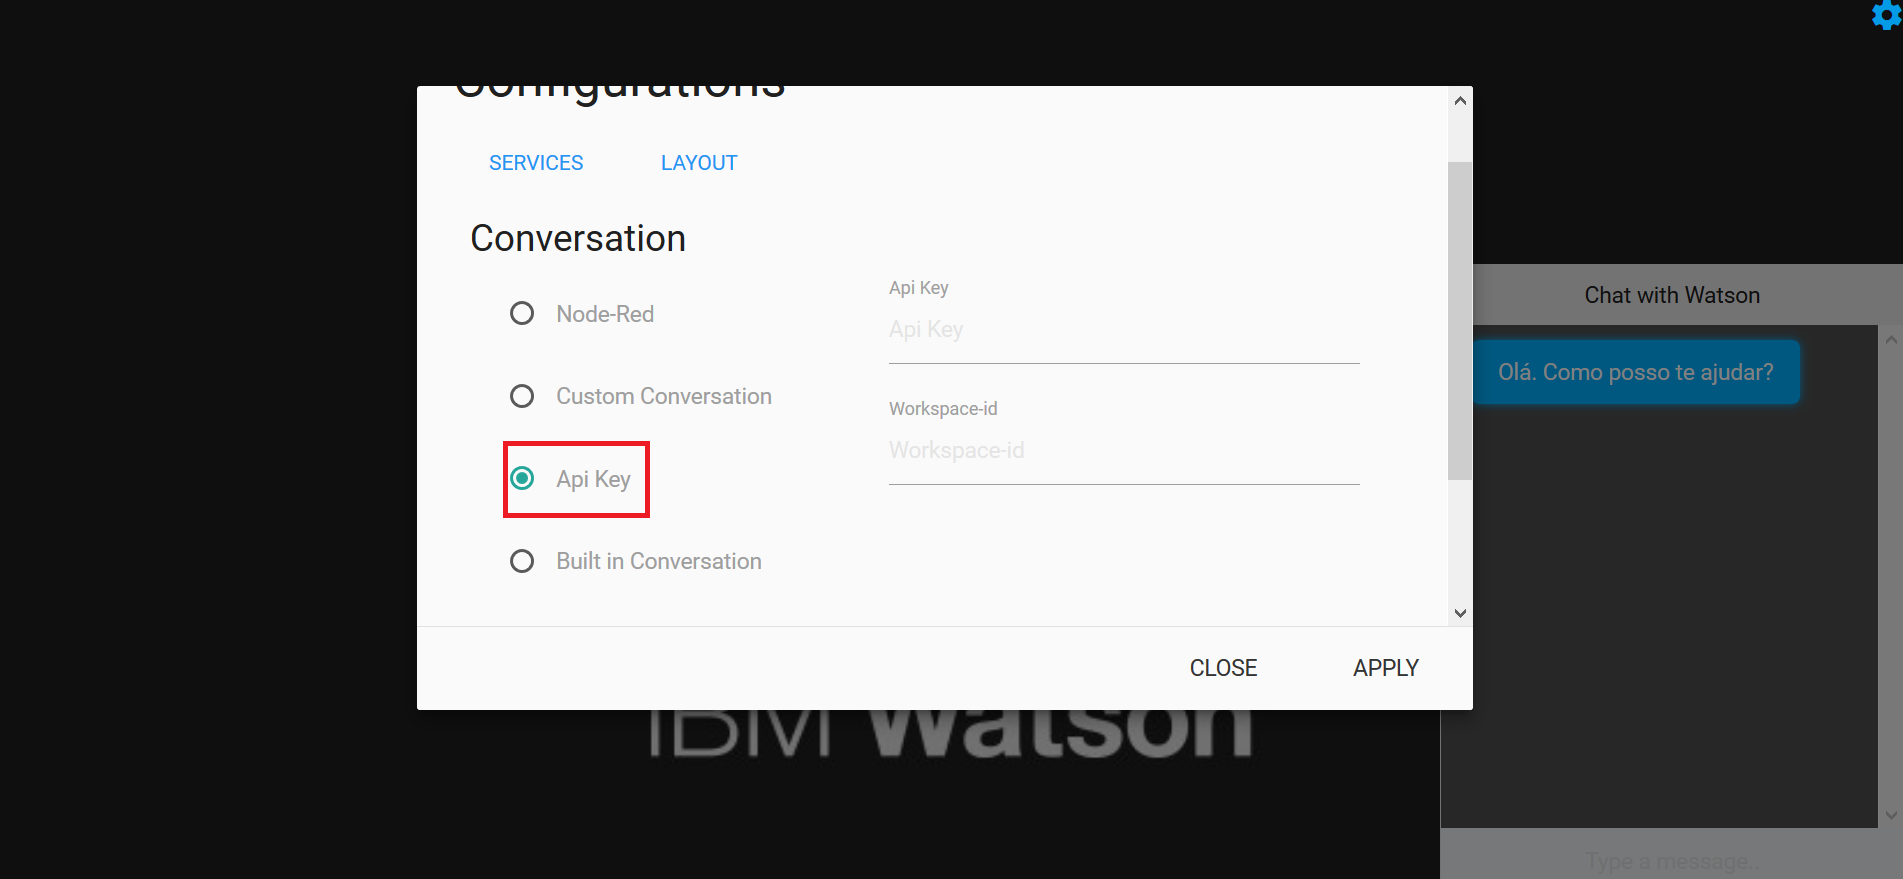 Configurations
SERVICES LAYOUT
Conversation
Node-Red
Custom Conversation
Api Key
Built in Conversation
Api Key
Api Key
Workspace-id
Workspace-id
CLOSE APPLY
IBM Watson
Chat with Watson
Olá. Como posso te ajudar?
Type a message..